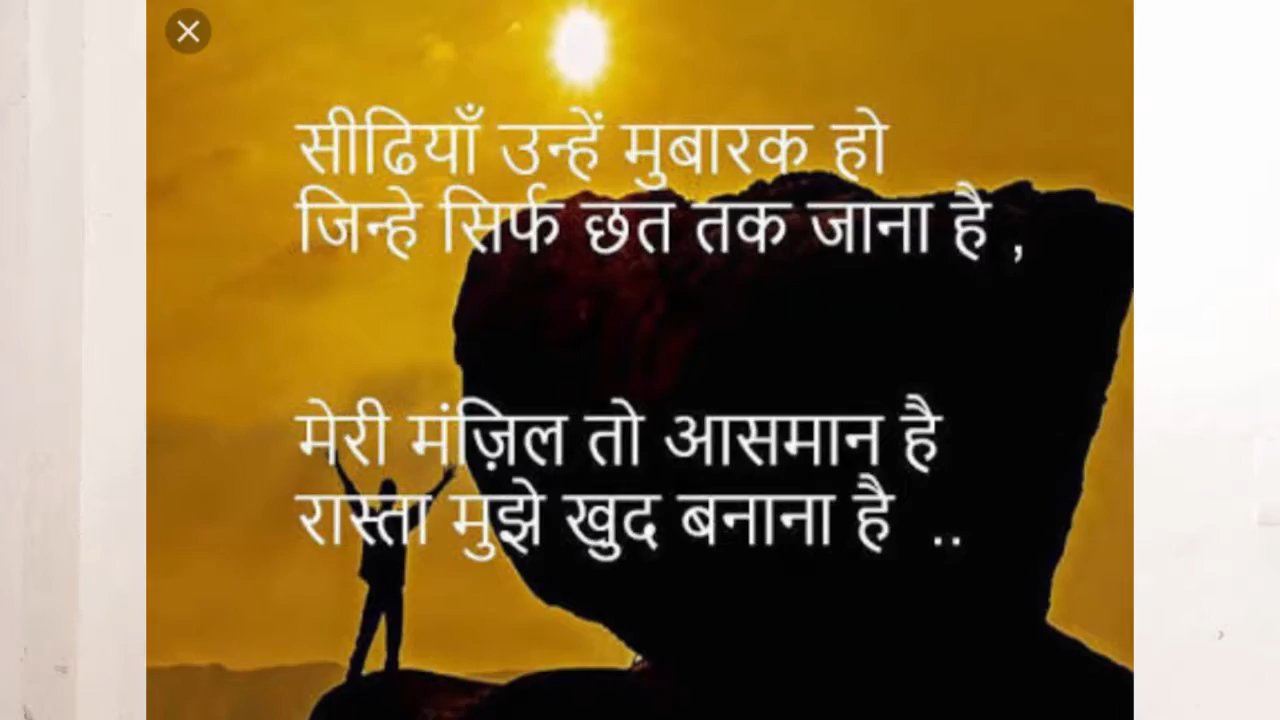 सीढियाँ उन्हें मुबारक हो
जिन्हे सिर्फ छत तक जाना है ,
मेरी मंज़िल तो आसमान है
रास्ता मुझे खुद बनाना है ..